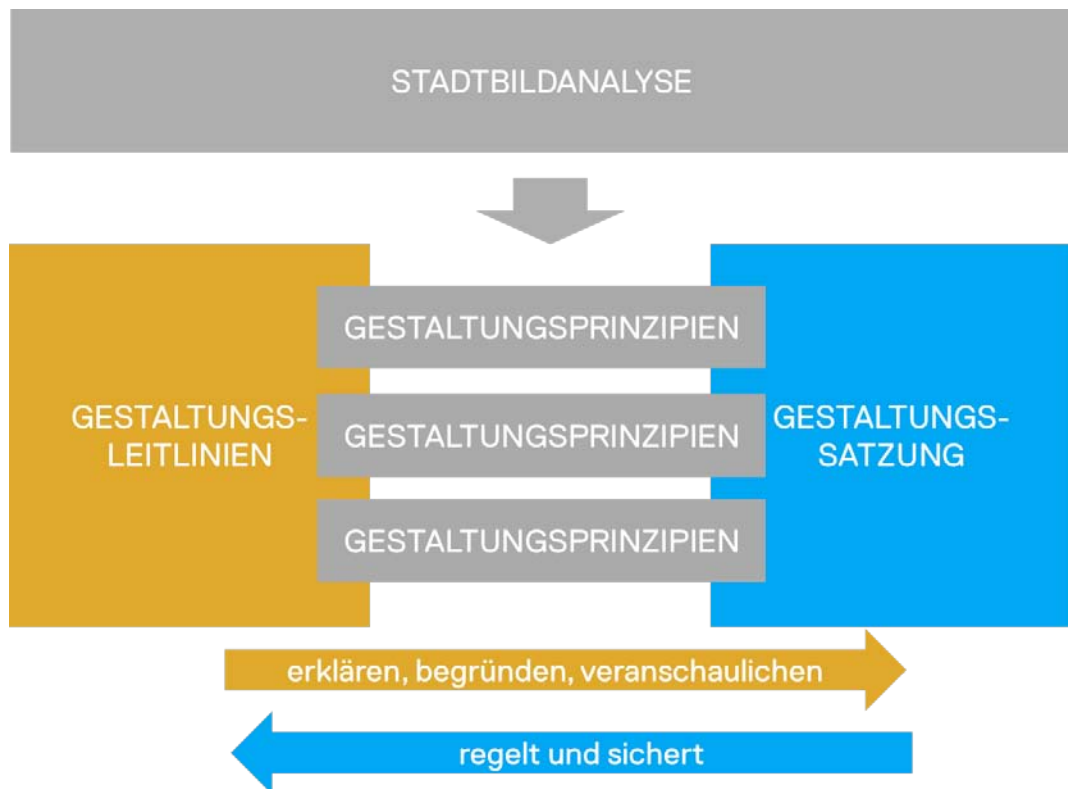 STADTBILDANALYSE
GESTALTUNGS-
LEITLINIEN
GESTALTUNGSPRINZIPIEN
GESTALTUNGSPRINZIPIEN
GESTALTUNGSPRINZIPIEN
GESTALTUNGS-
SATZUNG
erklären, begründen, veranschaulichen
regelt und sichert